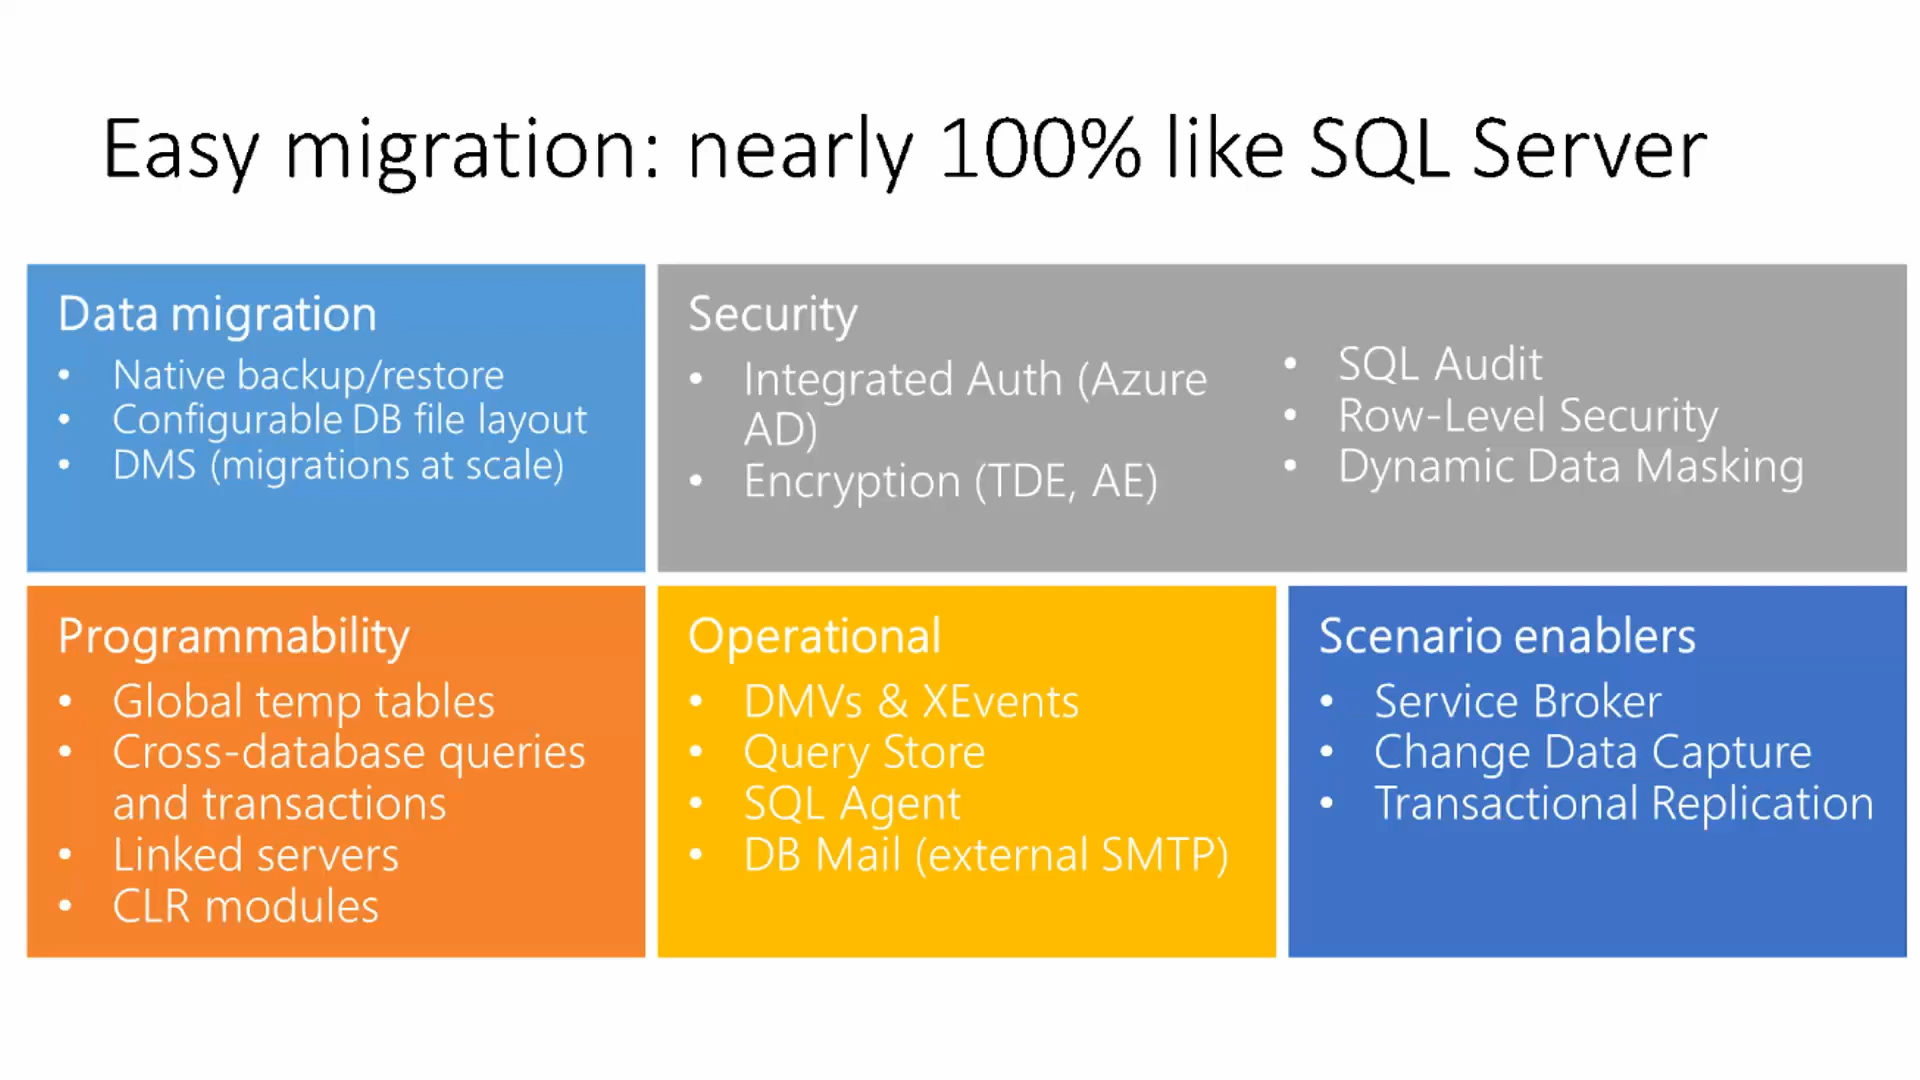 Easy migration: nearly 100% like SQL Server
Data migration
• Native backup/restore
• Configurable DB file layout
• DMS (migrations at scale)
Security
• Integrated Auth (Azure
AD)
• Encryption (TDE, AE)
• SQL Audit
• Row-Level Security
• Dynamic Data Masking
Programmability
• Global temp tables
• Cross-database queries
and transactions
• Linked servers
• CLR modules
Operational
• DMVs & XEvents
• Query Store
• SQL Agent
• DB Mail (external SMTP)
Scenario enablers
• Service Broker
• Change Data Capture
• Transactional Replication